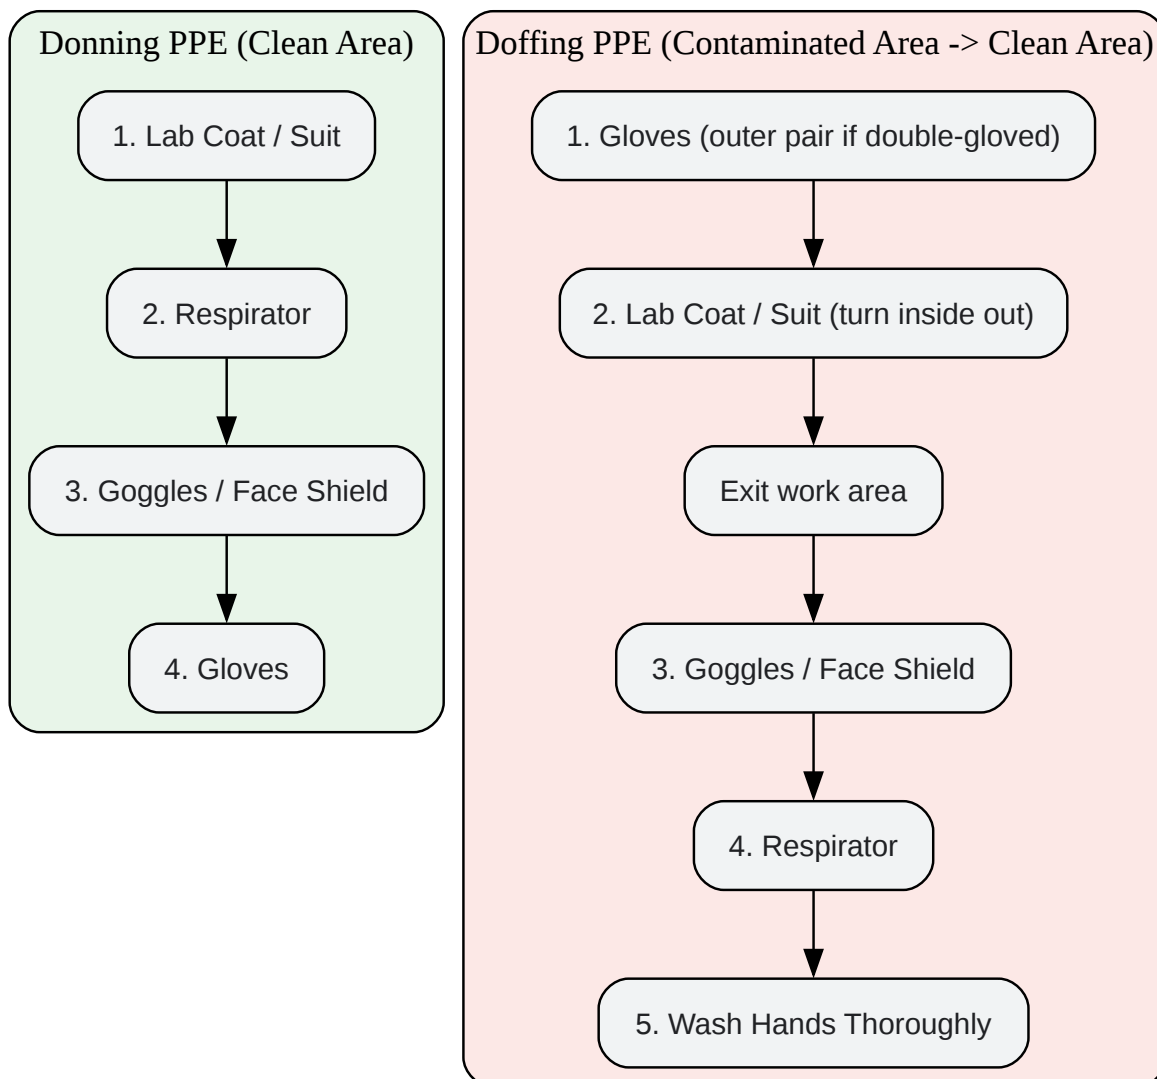 Donning PPE (Clean Area)
1. Lab Coat / Suit
2. Respirator
3. Goggles / Face Shield
4. Gloves
Doffing PPE (Contaminated Area -> Clean Area)
1. Gloves (outer pair if double-gloved)
2. Lab Coat / Suit (turn inside out)
Exit work area
3. Goggles / Face Shield
4. Respirator
5. Wash Hands Thoroughly